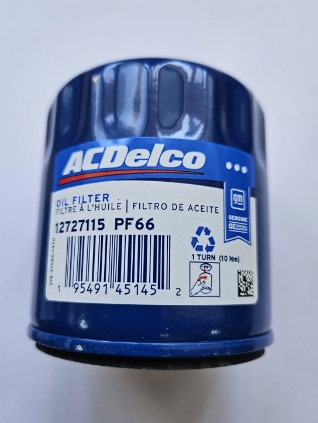 ACDelco
OIL FILTER
FILTRE À L'HUILE | FILTRO DE ACEITE
12727115 PF66
gm
GENUINE
OE
1 TURN (10 Nm)
1 95491 45145 2